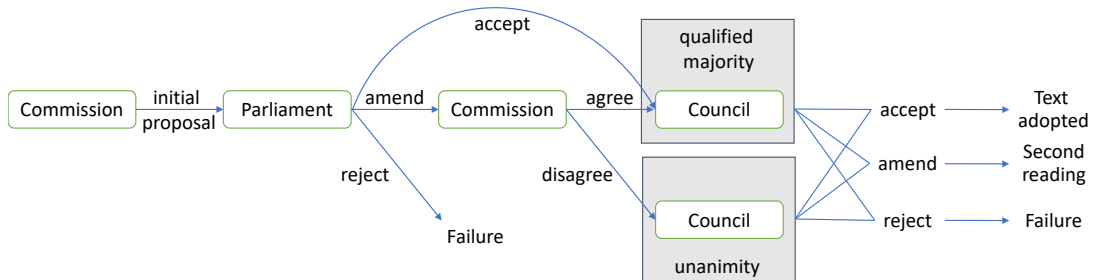 accept
qualified
majority
Commission
initial
proposal
Parliament
amend
Commission
agree
Council
accept
Text
adopted
reject
disagree
amend
Second
reading
Failure
Council
reject
Failure
unanimity